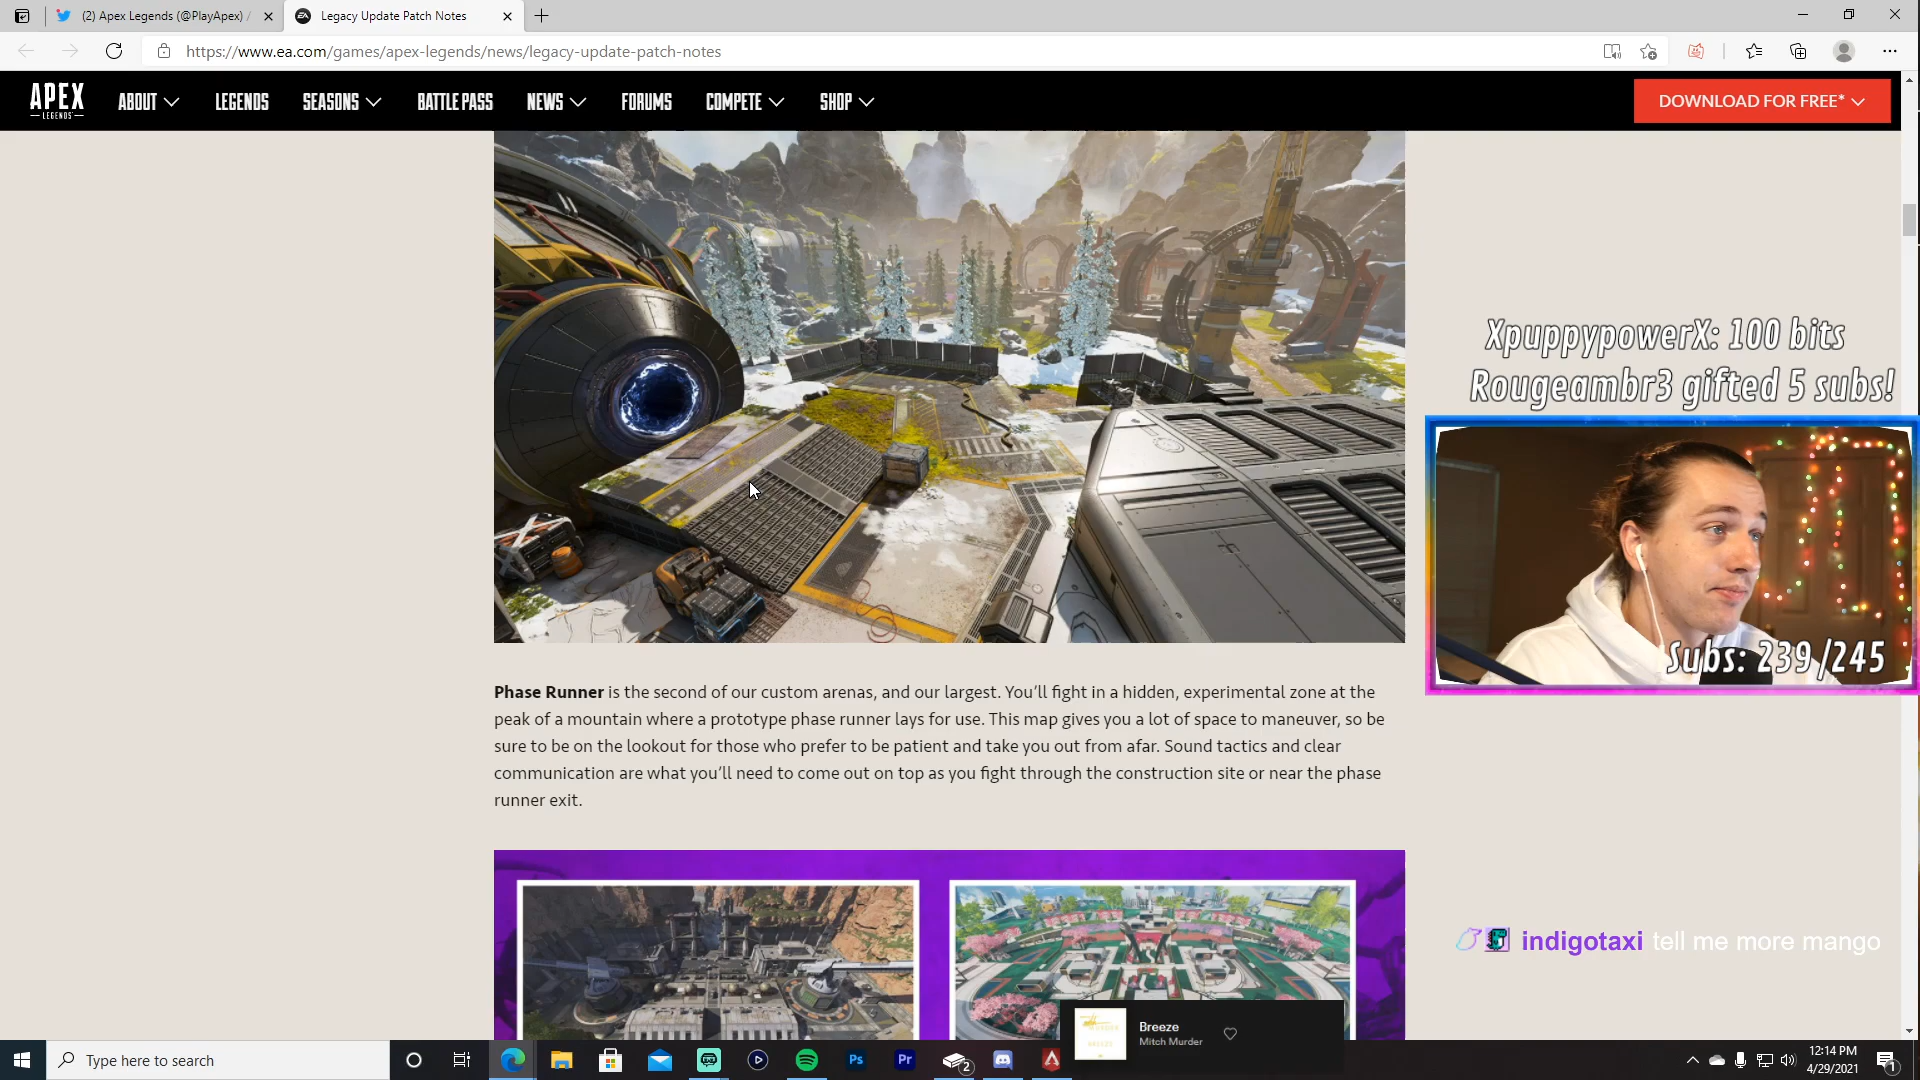 (2) Apex Legends (@PlayApex) /
Legacy Update Patch Notes
https://www.ea.com/games/apex-legends/news/legacy-update-patch-notes
APEX
LEGENDS
ABOUT
LEGENDS
SEASONS
BATTLE PASS
NEWS
FORUMS
COMPETE
SHOP
DOWNLOAD FOR FREE*
XpuppypowerX: 100 bits
Rougeambr3 gifted 5 subs!
Subs: 239 /245
Phase Runner is the second of our custom arenas, and our largest. You'll fight in a hidden, experimental zone at the
peak of a mountain where a prototype phase runner lays for use. This map gives you a lot of space to maneuver, so be
sure to be on the lookout for those who prefer to be patient and take you out from afar. Sound tactics and clear
communication are what you'll need to come out on top as you fight through the construction site or near the phase
runner exit.
indigotaxi tell me more mango
Breeze
Mitch Murder
Type here to search
Ps
Pr
2
12:14 PM
4/29/2021
1